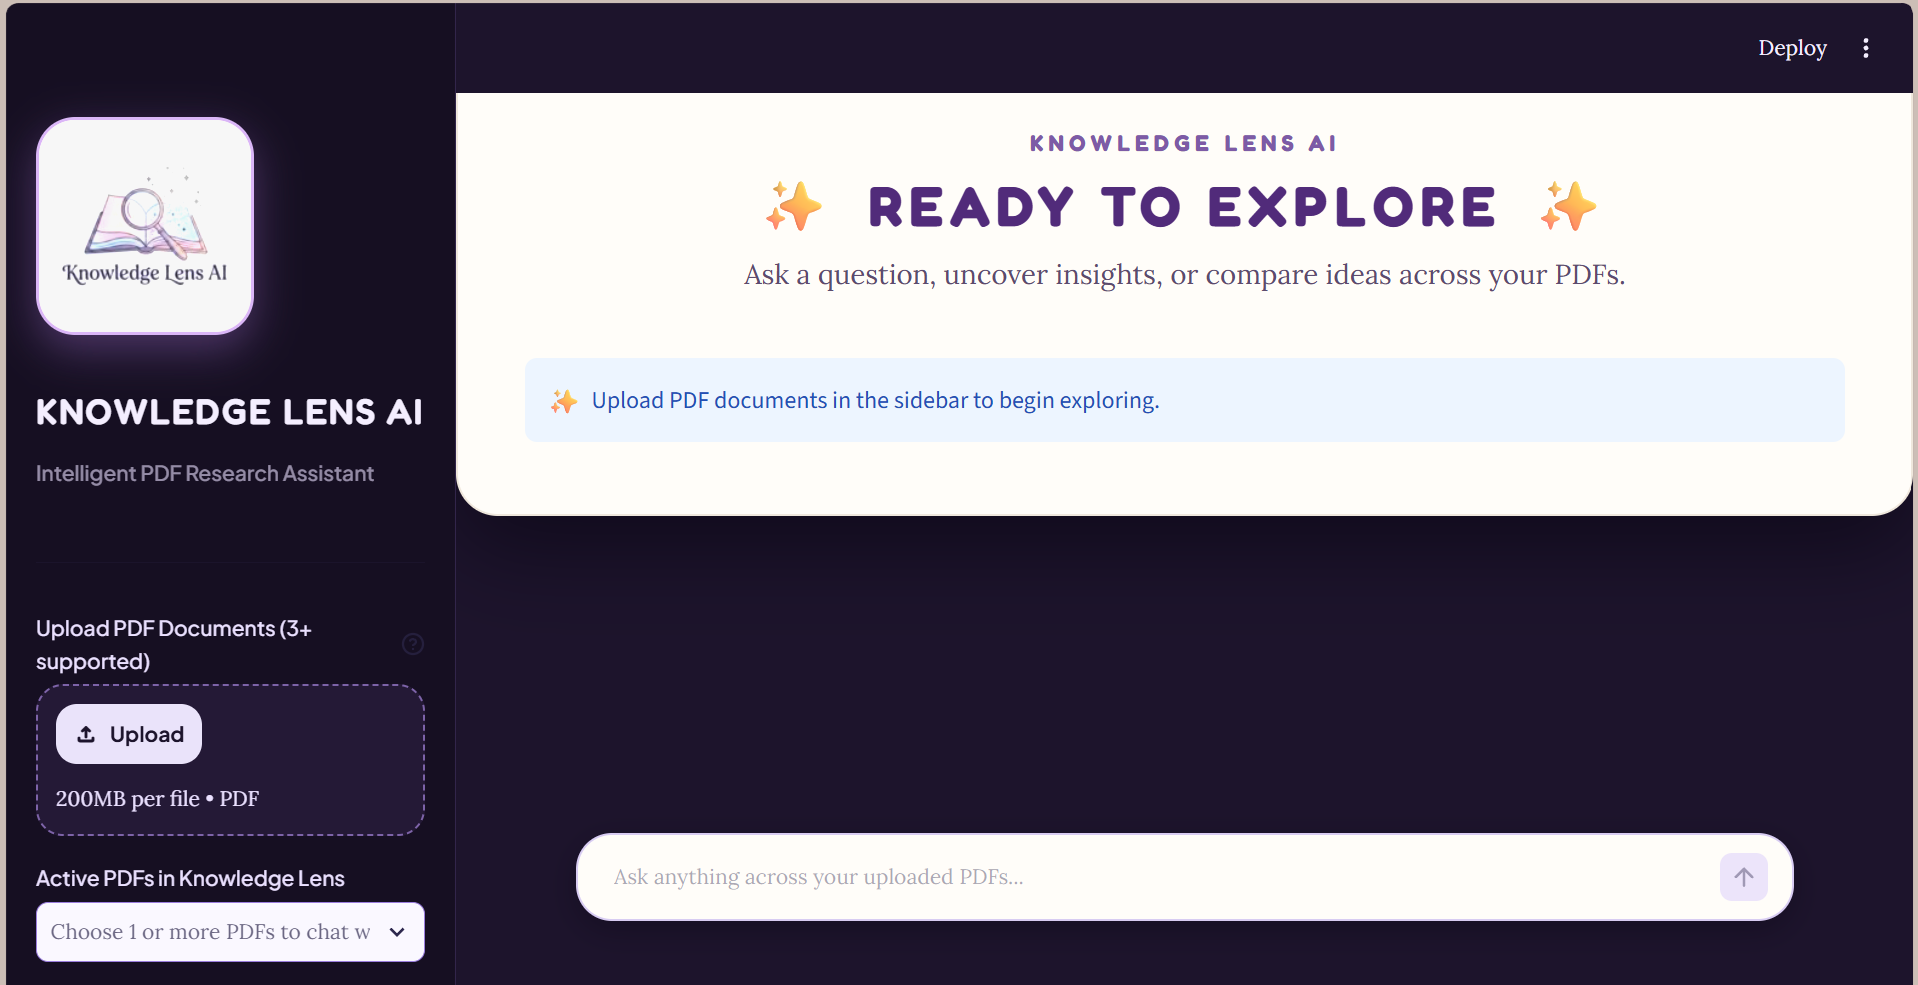 Deploy
Knowledge Lens AI
KNOWLEDGE LENS AI
Intelligent PDF Research Assistant
Upload PDF Documents (3+
supported)
Upload
200MB per file • PDF
Active PDFs in Knowledge Lens
Choose 1 or more PDFs to chat w
KNOWLEDGE LENS AI
✨ READY TO EXPLORE ✨
Ask a question, uncover insights, or compare ideas across your PDFs.
✨ Upload PDF documents in the sidebar to begin exploring.
Ask anything across your uploaded PDFs...